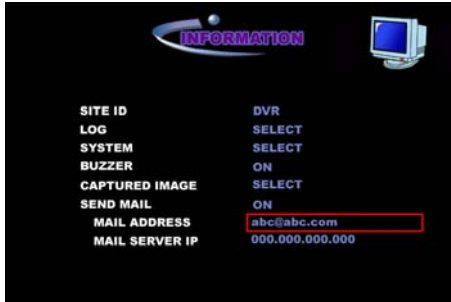 INFORMATION
SITE ID DVR
LOG SELECT
SYSTEM SELECT
BUZZER ON
CAPTURED IMAGE SELECT
SEND MAIL ON
MAIL ADDRESS abc@abc.com
MAIL SERVER IP 000.000.000.000